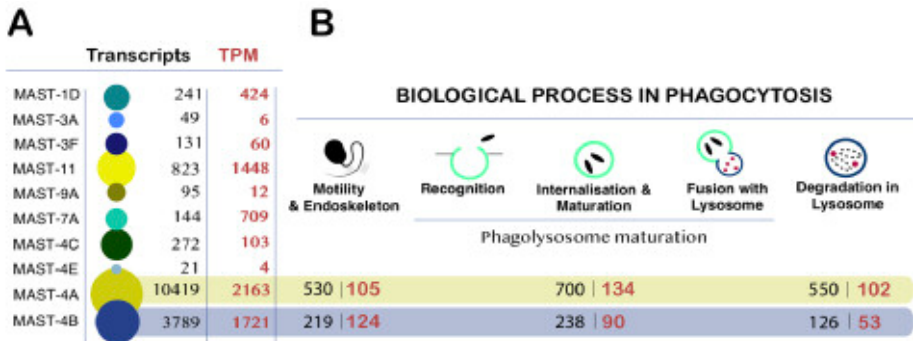 A
B
Transcripts TPM
MAST-1D 241 424
MAST-3A 49 6
MAST-3F 131 60
MAST-11 823 1448
MAST-9A 95 12
MAST-7A 144 709
MAST-4C 272 103
MAST-4E 21 4
MAST-4A 10419 2163 530 | 105 700 | 134 550 | 102
MAST-4B 3789 1721 219 | 124 238 | 90 126 | 53
BIOLOGICAL PROCESS IN PHAGOCYTOSIS
Motility
& Endoskeleton
Recognition
Internalisation &
Maturation
Fusion with
Lysosome
Degradation in
Lysosome
Phagolysosome maturation